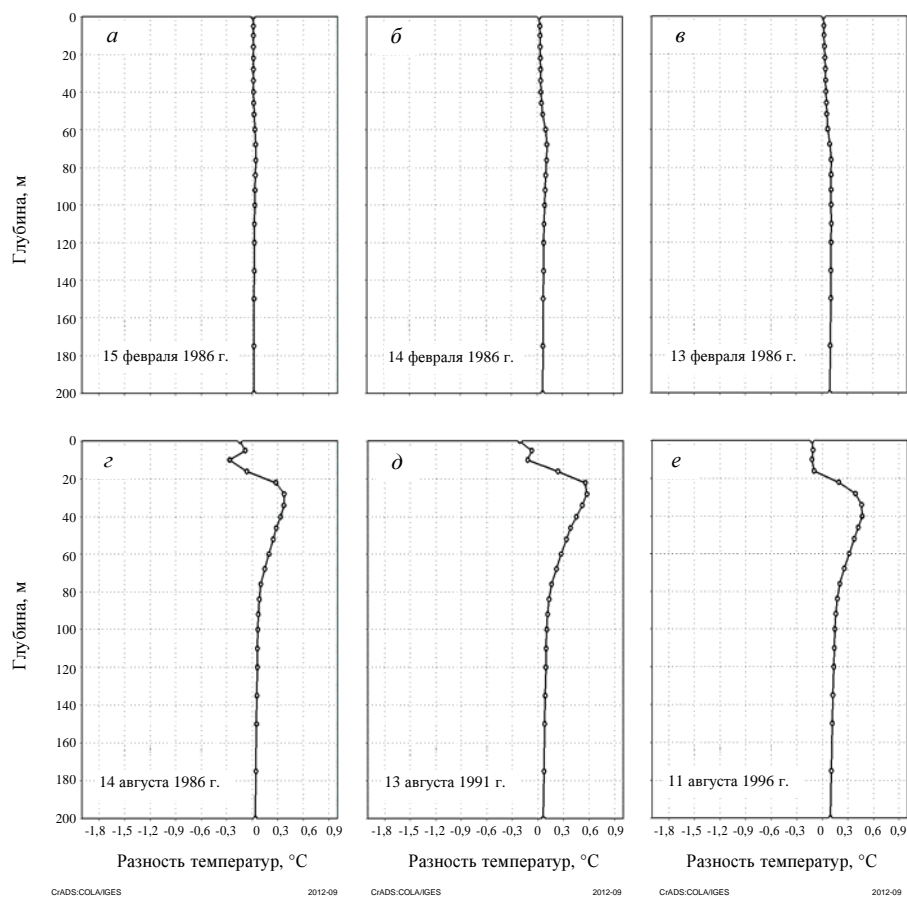 0
20
40
60
80
100
120
140
160
180
200
Глубина, м
а
15 февраля 1986 г.
б
14 февраля 1986 г.
в
13 февраля 1986 г.
0
20
40
60
80
100
120
140
160
180
200
Глубина, м
г
14 августа 1986 г.
д
13 августа 1991 г.
е
11 августа 1996 г.
-1,8 -1,5 -1,2 -0,9 -0,6 -0,3 0 0,3 0,6 0,9
-1,8 -1,5 -1,2 -0,9 -0,6 -0,3 0 0,3 0,6 0,9
-1,8 -1,5 -1,2 -0,9 -0,6 -0,3 0 0,3 0,6 0,9
Разность температур, °С
Разность температур, °С
Разность температур, °С
CrADS:COLA/IGES 2012-09
CrADS:COLA/IGES 2012-09
CrADS:COLA/IGES 2012-09